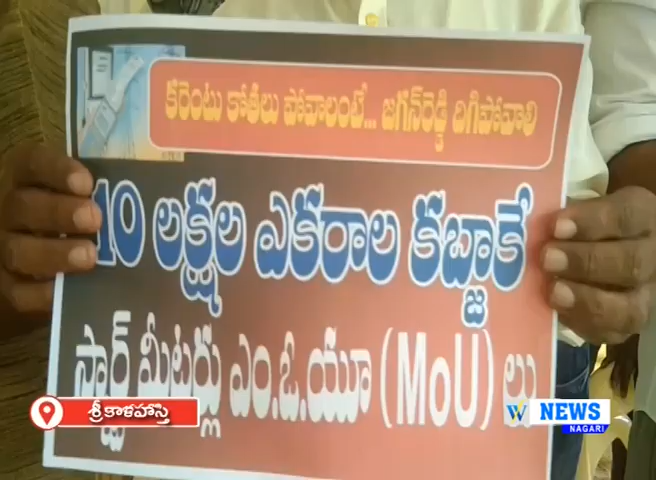 కరెంటు కోతలు పోవాలంటే... జగన్‌రెడ్డి దిగిపోవాలి
10 లక్షల ఎకరాల కబ్జాకే
స్మార్ట్ మీటర్లు ఎం.ఓ.యూ (MoU) లు
శ్రీకాళహస్తి
W NEWS
NAGARI